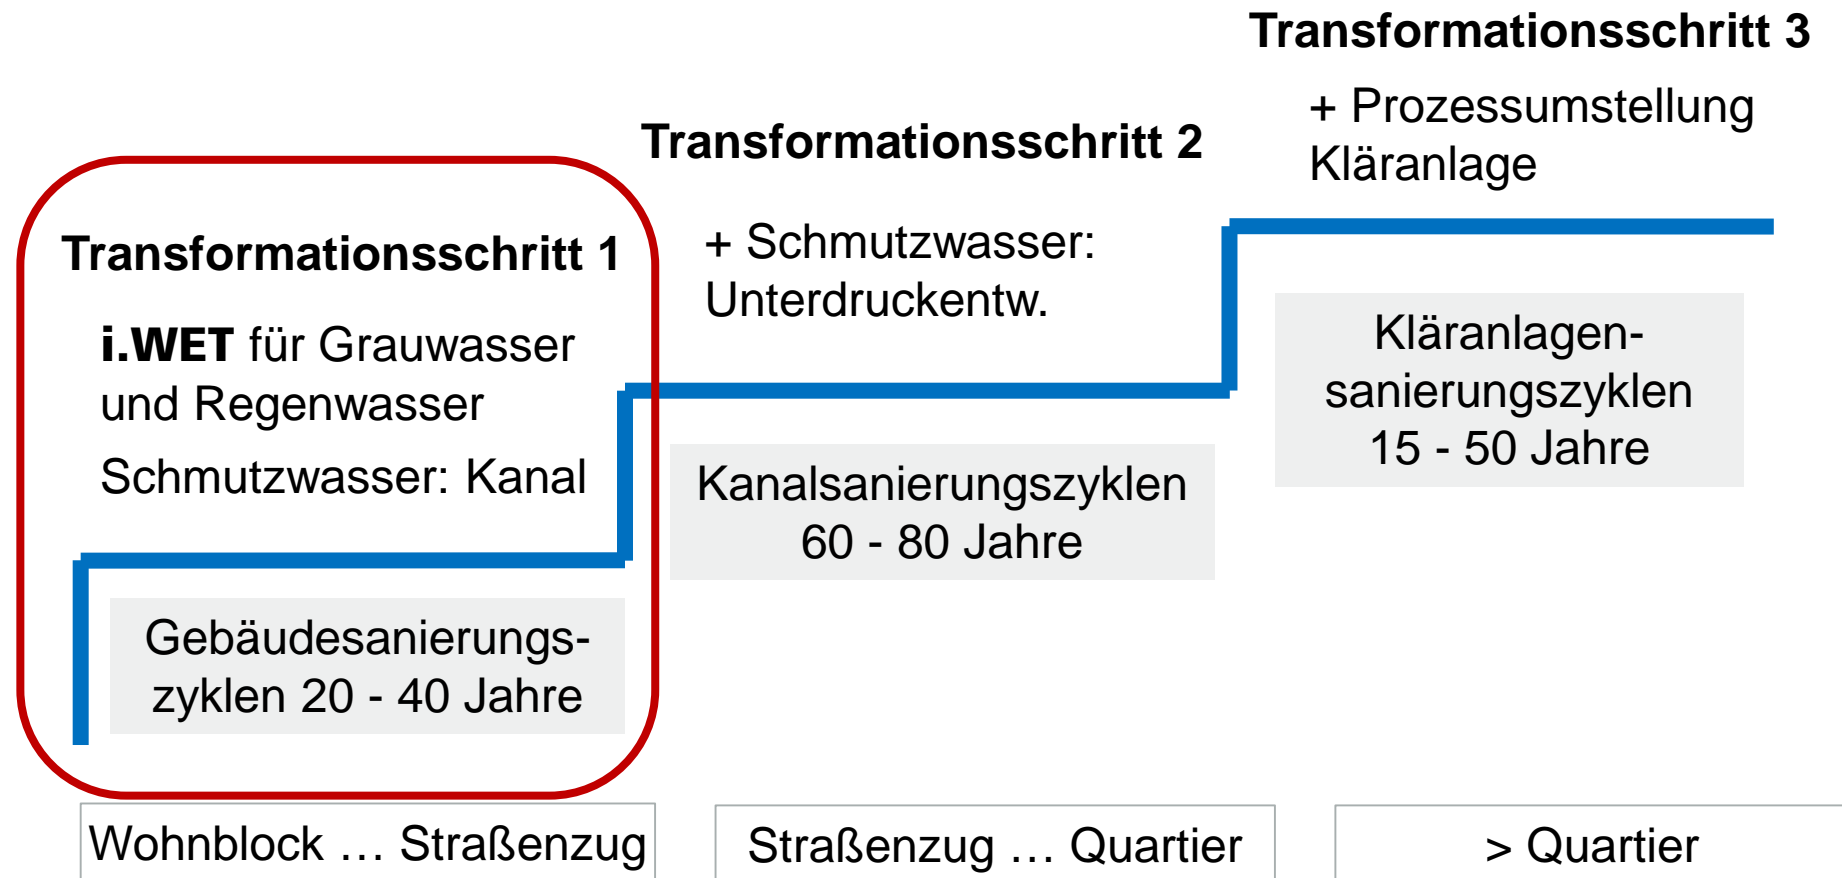 Transformationsschritt 1
i.WET für Grauwasser
und Regenwasser
Schmutzwasser: Kanal
Gebäudesanierungs-
zyklen 20 - 40 Jahre
Wohnblock … Straßenzug
Transformationsschritt 2
+ Schmutzwasser:
Unterdruckentw.
Kanalsanierungszyklen
60 - 80 Jahre
Straßenzug … Quartier
Transformationsschritt 3
+ Prozessumstellung
Kläranlage
Kläranlagen-
sanierungszyklen
15 - 50 Jahre
> Quartier